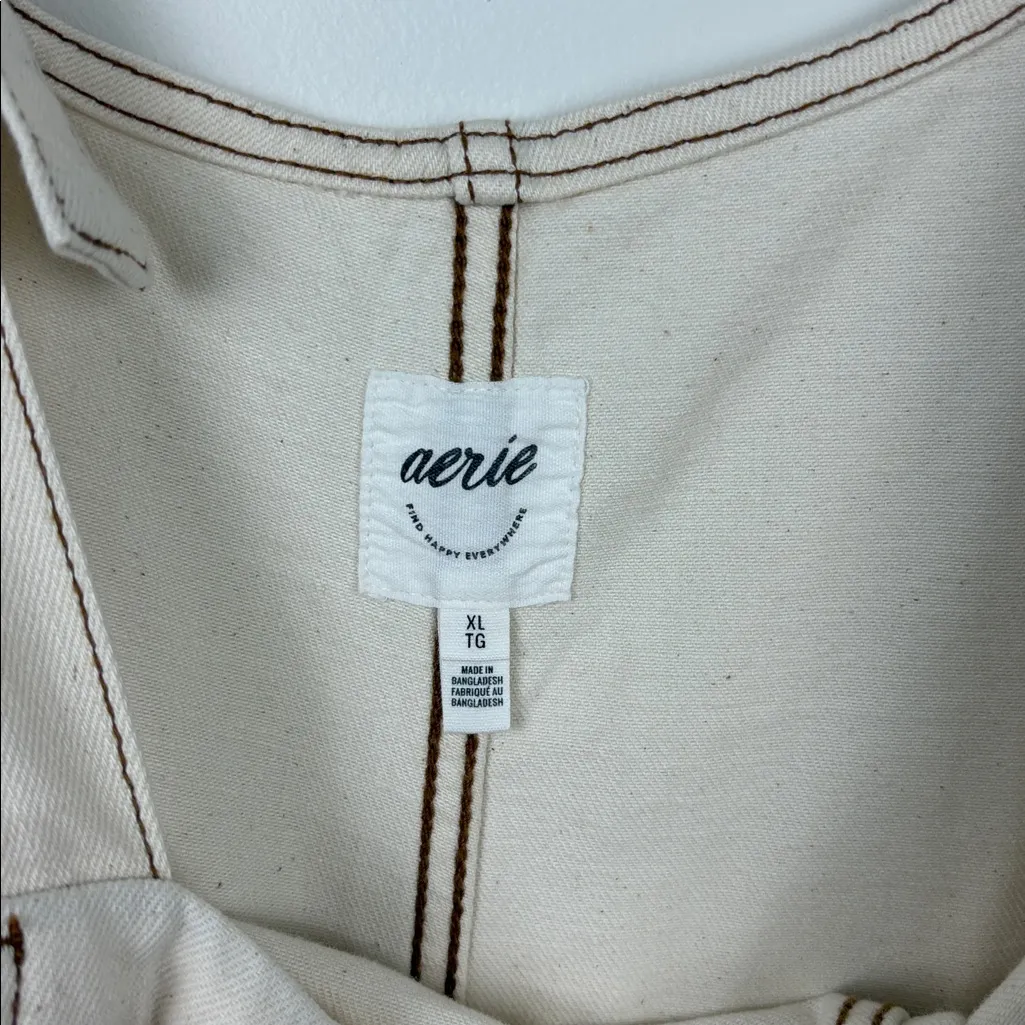 aerie
FIND HAPPY EVERYWHERE
XL
TG
MADE IN
BANGLADESH
FABRIQUÉ AU
BANGLADESH